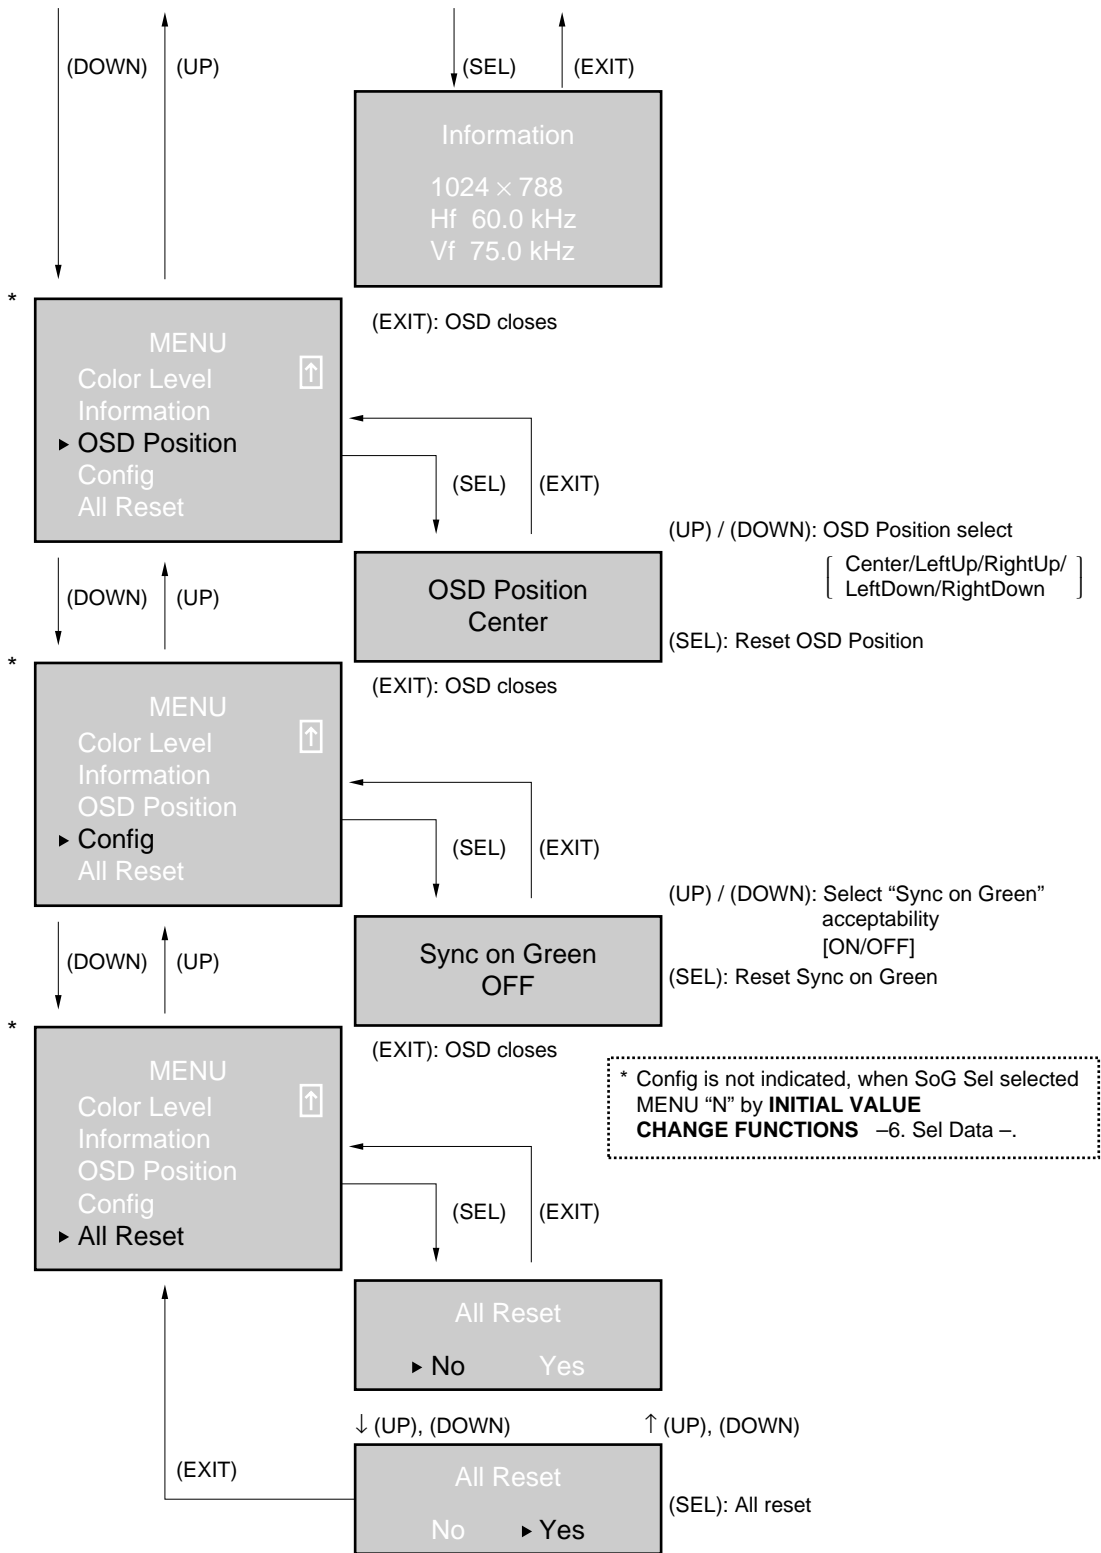 (DOWN) (UP) (SEL) (EXIT)
Information
1024 × 788
Hf 60.0 kHz
Vf 75.0 kHz
(EXIT): OSD closes
*
MENU
Color Level ↑
Information
▶ OSD Position
Config
All Reset
(SEL) (EXIT)
(UP) / (DOWN): OSD Position select
[ Center/LeftUp/RightUp/
LeftDown/RightDown ]
OSD Position
Center
(SEL): Reset OSD Position
(EXIT): OSD closes
(DOWN) (UP)
*
MENU
Color Level ↑
Information
OSD Position
▶ Config
All Reset
(SEL) (EXIT)
(UP) / (DOWN): Select “Sync on Green”
acceptability
[ON/OFF]
Sync on Green
OFF
(SEL): Reset Sync on Green
(EXIT): OSD closes
(DOWN) (UP)
*
MENU
Color Level ↑
Information
OSD Position
Config
▶ All Reset
* Config is not indicated, when SoG Sel selected
MENU “N” by INITIAL VALUE
CHANGE FUNCTIONS –6. Sel Data –.
(SEL) (EXIT)
All Reset
▶ No Yes
↓ (UP), (DOWN) ↑ (UP), (DOWN)
(EXIT)
All Reset
No ▶ Yes
(SEL): All reset